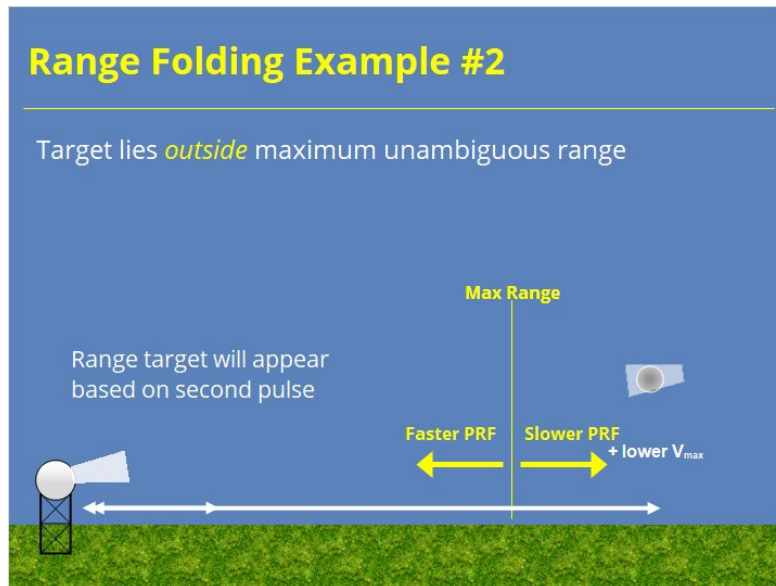 Range Folding Example #2
Target lies outside maximum unambiguous range
Max Range
Range target will appear
based on second pulse
Faster PRF
Slower PRF
+ lower Vmax